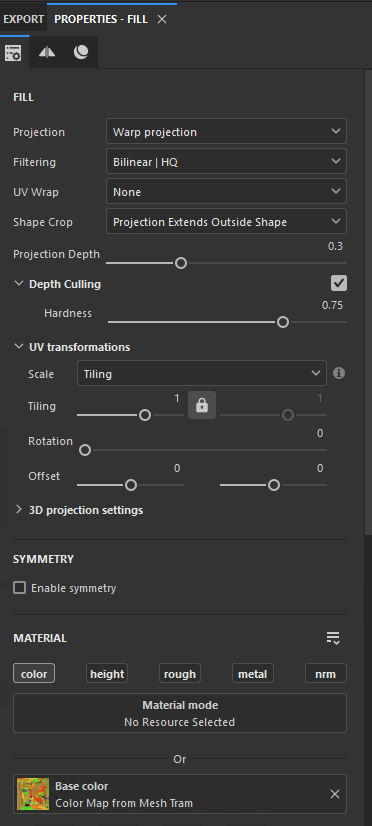 EXPORT PROPERTIES - FILL
FILL
Projection Warp projection
Filtering Bilinear | HQ
UV Wrap None
Shape Crop Projection Extends Outside Shape
Projection Depth 0.3
Depth Culling
Hardness 0.75
UV transformations
Scale Tiling
Tiling 1 1
Rotation 0
Offset 0 0
3D projection settings
SYMMETRY
Enable symmetry
MATERIAL
color height rough metal nrm
Material mode
No Resource Selected
Or
Base color
Color Map from Mesh Tram